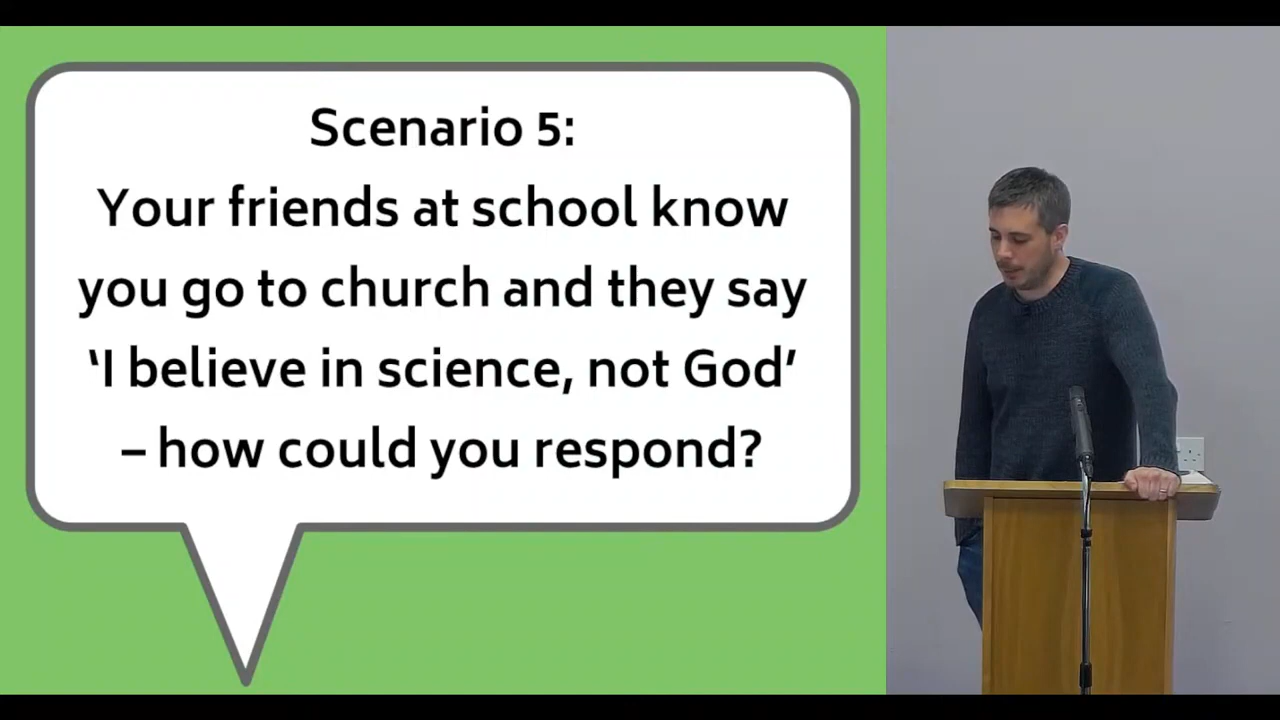 Scenario 5:
Your friends at school know
you go to church and they say
‘I believe in science, not God’
– how could you respond?